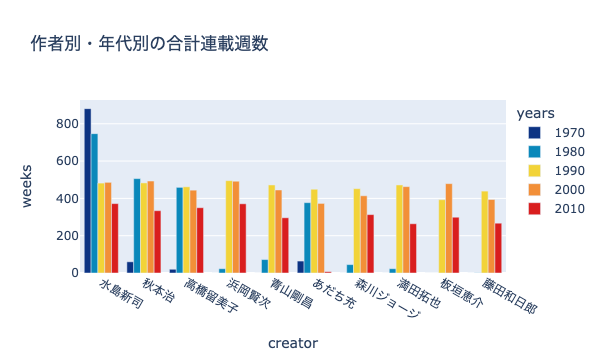 作者別・年代別の合計連載週数
years
1970
1980
1990
2000
2010
weeks
800
600
400
200
0
水島新司
秋本治
高橋留美子
浜岡賢次
青山剛昌
あだち充
森川ジョージ
満田拓也
板垣恵介
藤田和日郎
creator